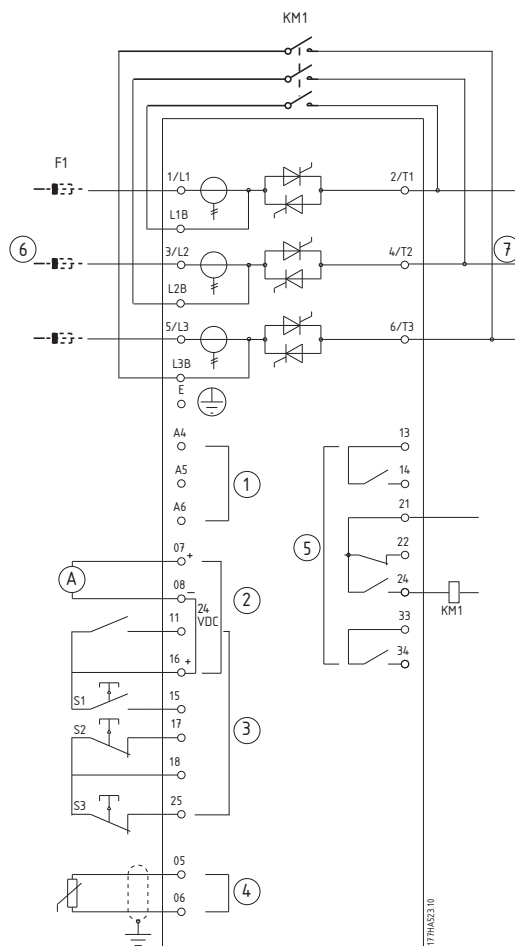 KM1
F1
1/L1
2/T1
L1B
6
3/L2
4/T2
7
L2B
5/L3
6/T3
L3B
E
A4
13
1
A5
14
A6
21
5
07
+
22
A
08
–
24
VDC
2
24
KM1
11
33
16
+
34
S1
15
3
S2
17
18
S3
25
05
4
06
177HA523.10